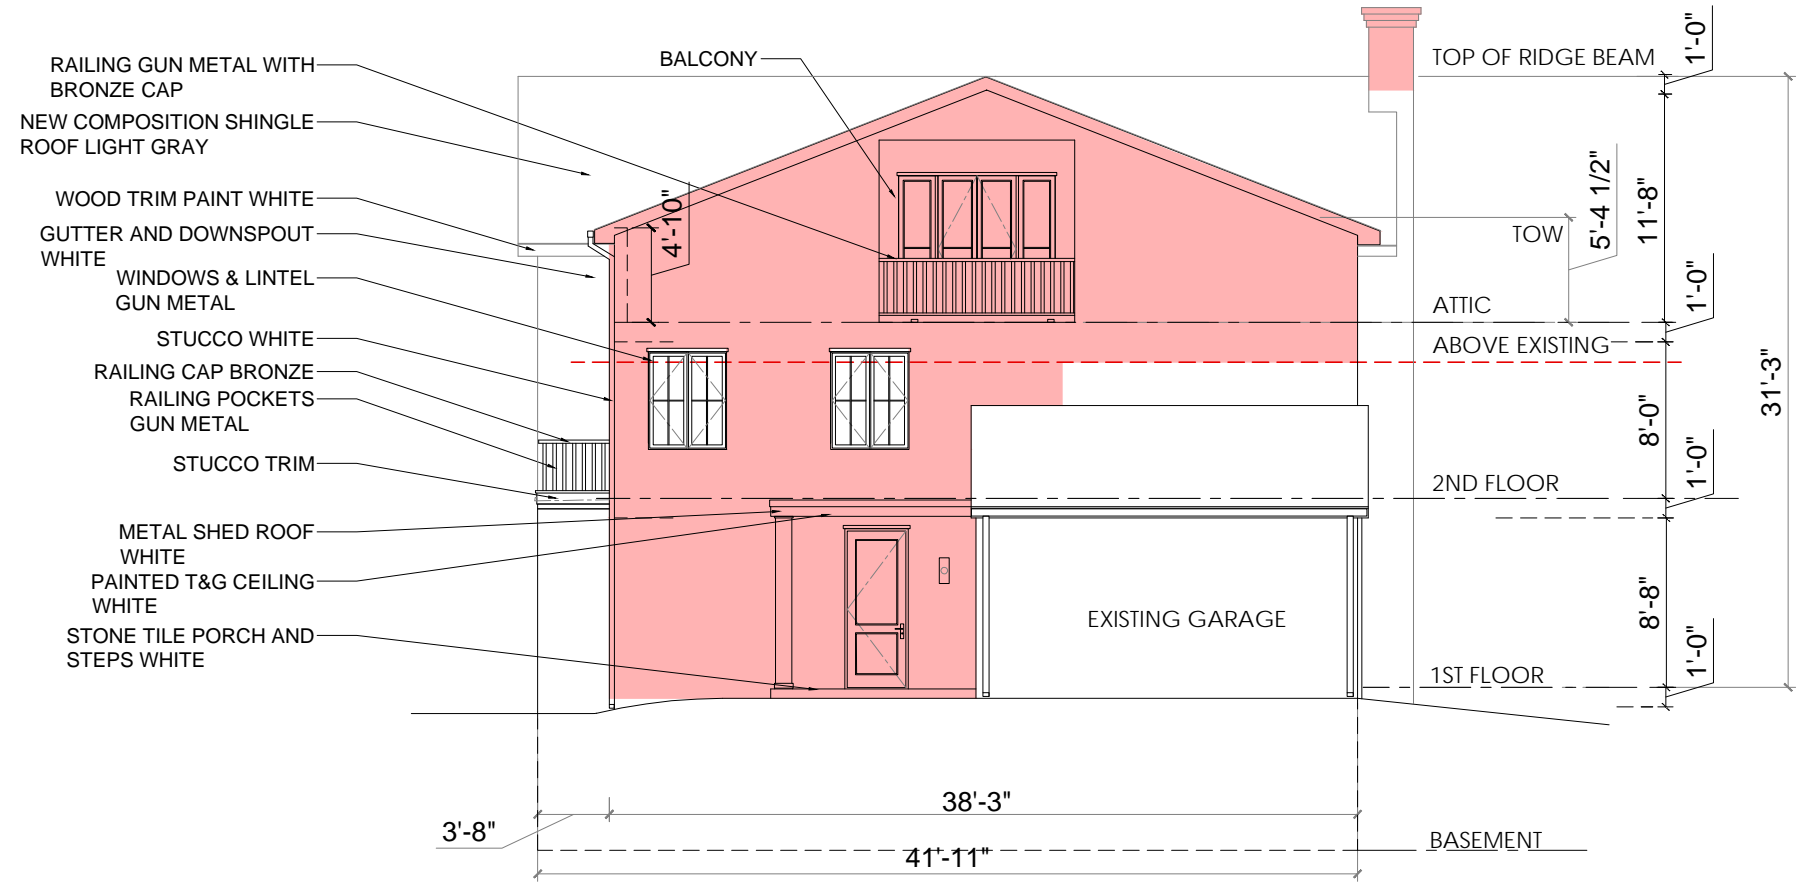 RAILING GUN METAL WITH
BRONZE CAP
NEW COMPOSITION SHINGLE
ROOF LIGHT GRAY
WOOD TRIM PAINT WHITE
GUTTER AND DOWNSPOUT
WHITE
WINDOWS & LINTEL
GUN METAL
STUCCO WHITE
RAILING CAP BRONZE
RAILING POCKETS
GUN METAL
STUCCO TRIM
METAL SHED ROOF
WHITE
PAINTED T&G CEILING
WHITE
STONE TILE PORCH AND
STEPS WHITE
BALCONY
4'-10"
EXISTING GARAGE
TOP OF RIDGE BEAM
TOW
ATTIC
ABOVE EXISTING
2ND FLOOR
1ST FLOOR
BASEMENT
5'-4 1/2"
1'-0"
11'-8"
1'-0"
8'-0"
1'-0"
8'-8"
1'-0"
31'-3"
38'-3"
3'-8"
41'-11"